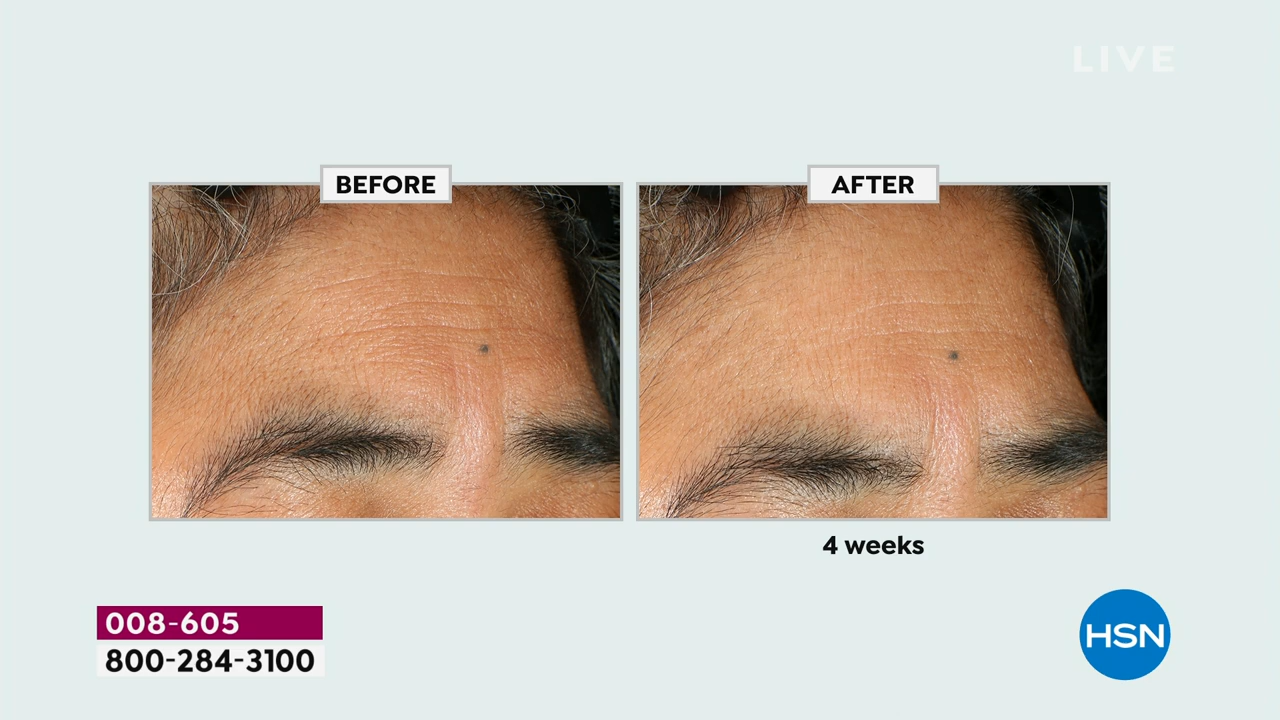 LIVE
BEFORE
AFTER
4 weeks
008-605
800-284-3100
HSN